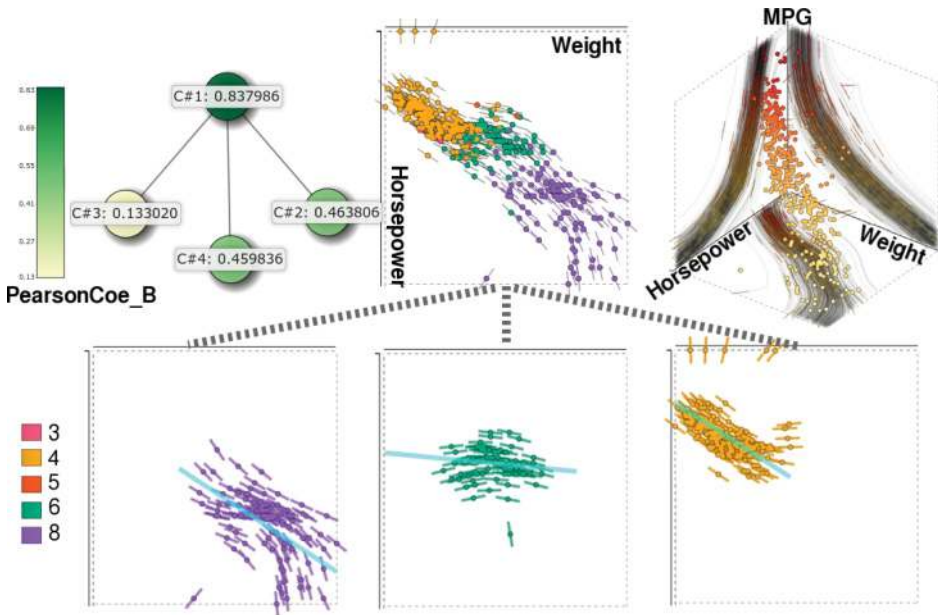 MPG
Weight
0.83
0.65
0.55
0.41
0.27
0.13
C#1: 0.837986
C#3: 0.133020
C#2: 0.463806
C#4: 0.459836
PearsonCoe_B
Horsepower
Horsepower
Weight
3
4
5
6
8